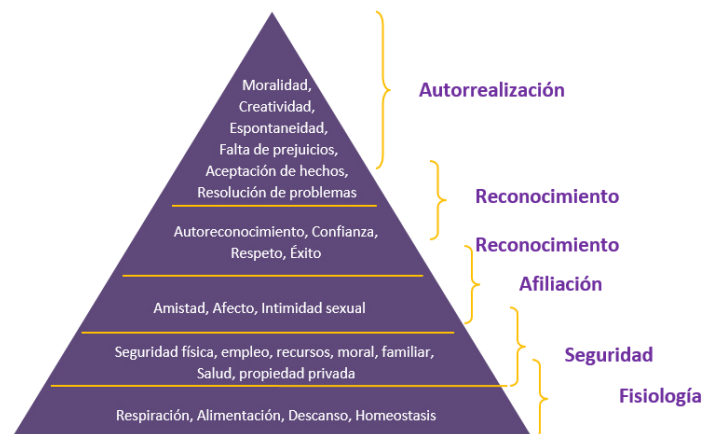 Moralidad,
Creatividad,
Espontaneidad,
Falta de prejuicios,
Aceptación de hechos,
Resolución de problemas
Autorrealización
Reconocimiento
Autoreconocimiento, Confianza,
Respeto, Éxito
Reconocimiento
Amistad, Afecto, Intimidad sexual
Afiliación
Seguridad física, empleo, recursos, moral, familiar,
Salud, propiedad privada
Seguridad
Respiración, Alimentación, Descanso, Homeostasis
Fisiología